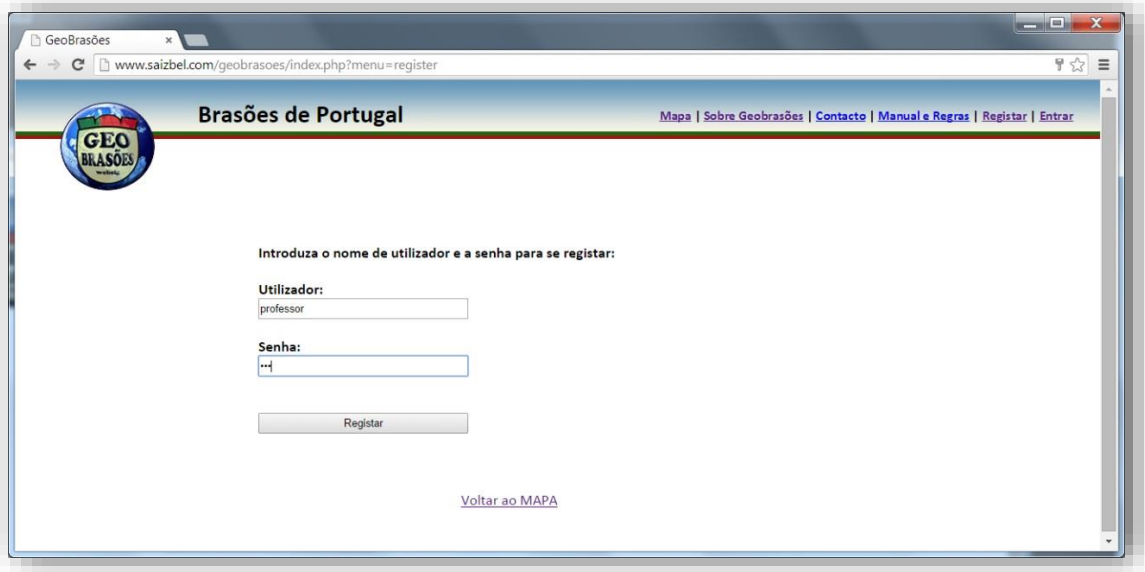 GeoBrasões
www.saizbel.com/geobrasoes/index.php?menu=register
Brasões de Portugal
Mapa | Sobre Geobrasões | Contacto | Manual e Regras | Registar | Entrar
GEO
BRASÕES
websig
Introduza o nome de utilizador e a senha para se registar:
Utilizador:
professor
Senha:
•••
Registar
Voltar ao MAPA